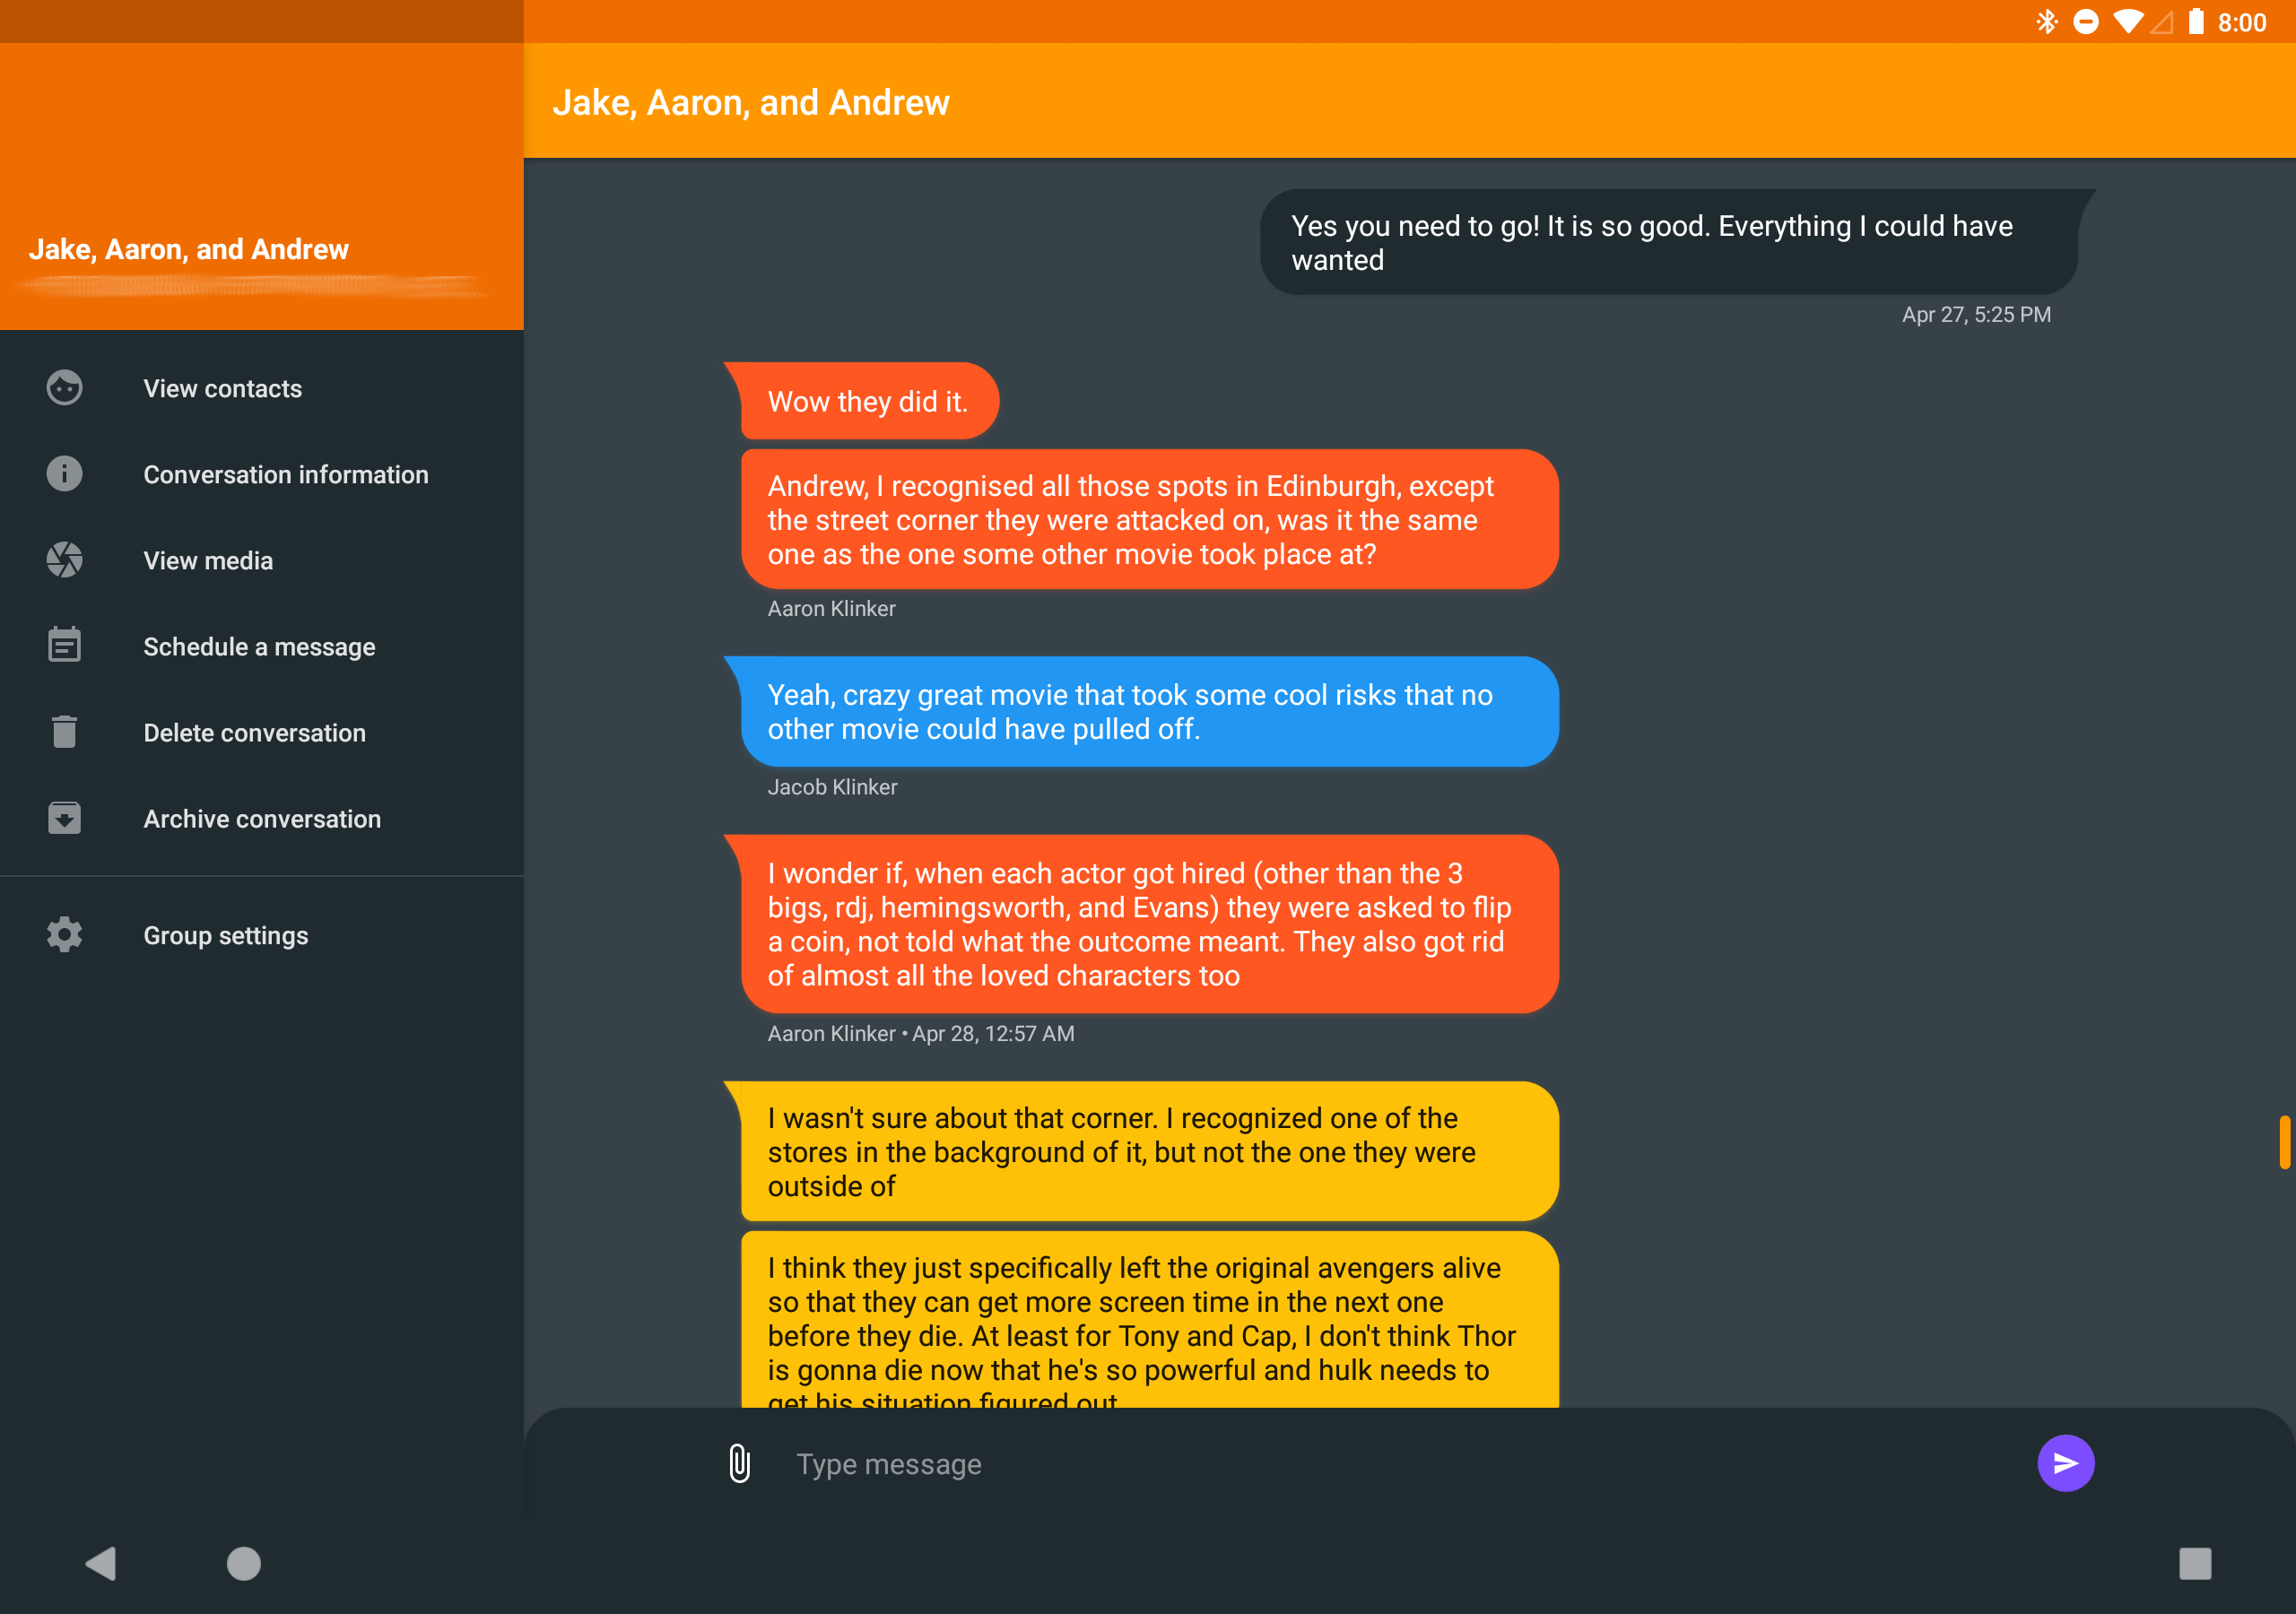 8:00
Jake, Aaron, and Andrew
Jake, Aaron, and Andrew
View contacts
Conversation information
View media
Schedule a message
Delete conversation
Archive conversation
Group settings
Yes you need to go! It is so good. Everything I could have
wanted
Apr 27, 5:25 PM
Wow they did it.
Andrew, I recognised all those spots in Edinburgh, except
the street corner they were attacked on, was it the same
one as the one some other movie took place at?
Aaron Klinker
Yeah, crazy great movie that took some cool risks that no
other movie could have pulled off.
Jacob Klinker
I wonder if, when each actor got hired (other than the 3
bigs, rdj, hemingsworth, and Evans) they were asked to flip
a coin, not told what the outcome meant. They also got rid
of almost all the loved characters too
Aaron Klinker • Apr 28, 12:57 AM
I wasn't sure about that corner. I recognized one of the
stores in the background of it, but not the one they were
outside of
I think they just specifically left the original avengers alive
so that they can get more screen time in the next one
before they die. At least for Tony and Cap, I don't think Thor
is gonna die now that he's so powerful and hulk needs to
get his situation figured out
Type message